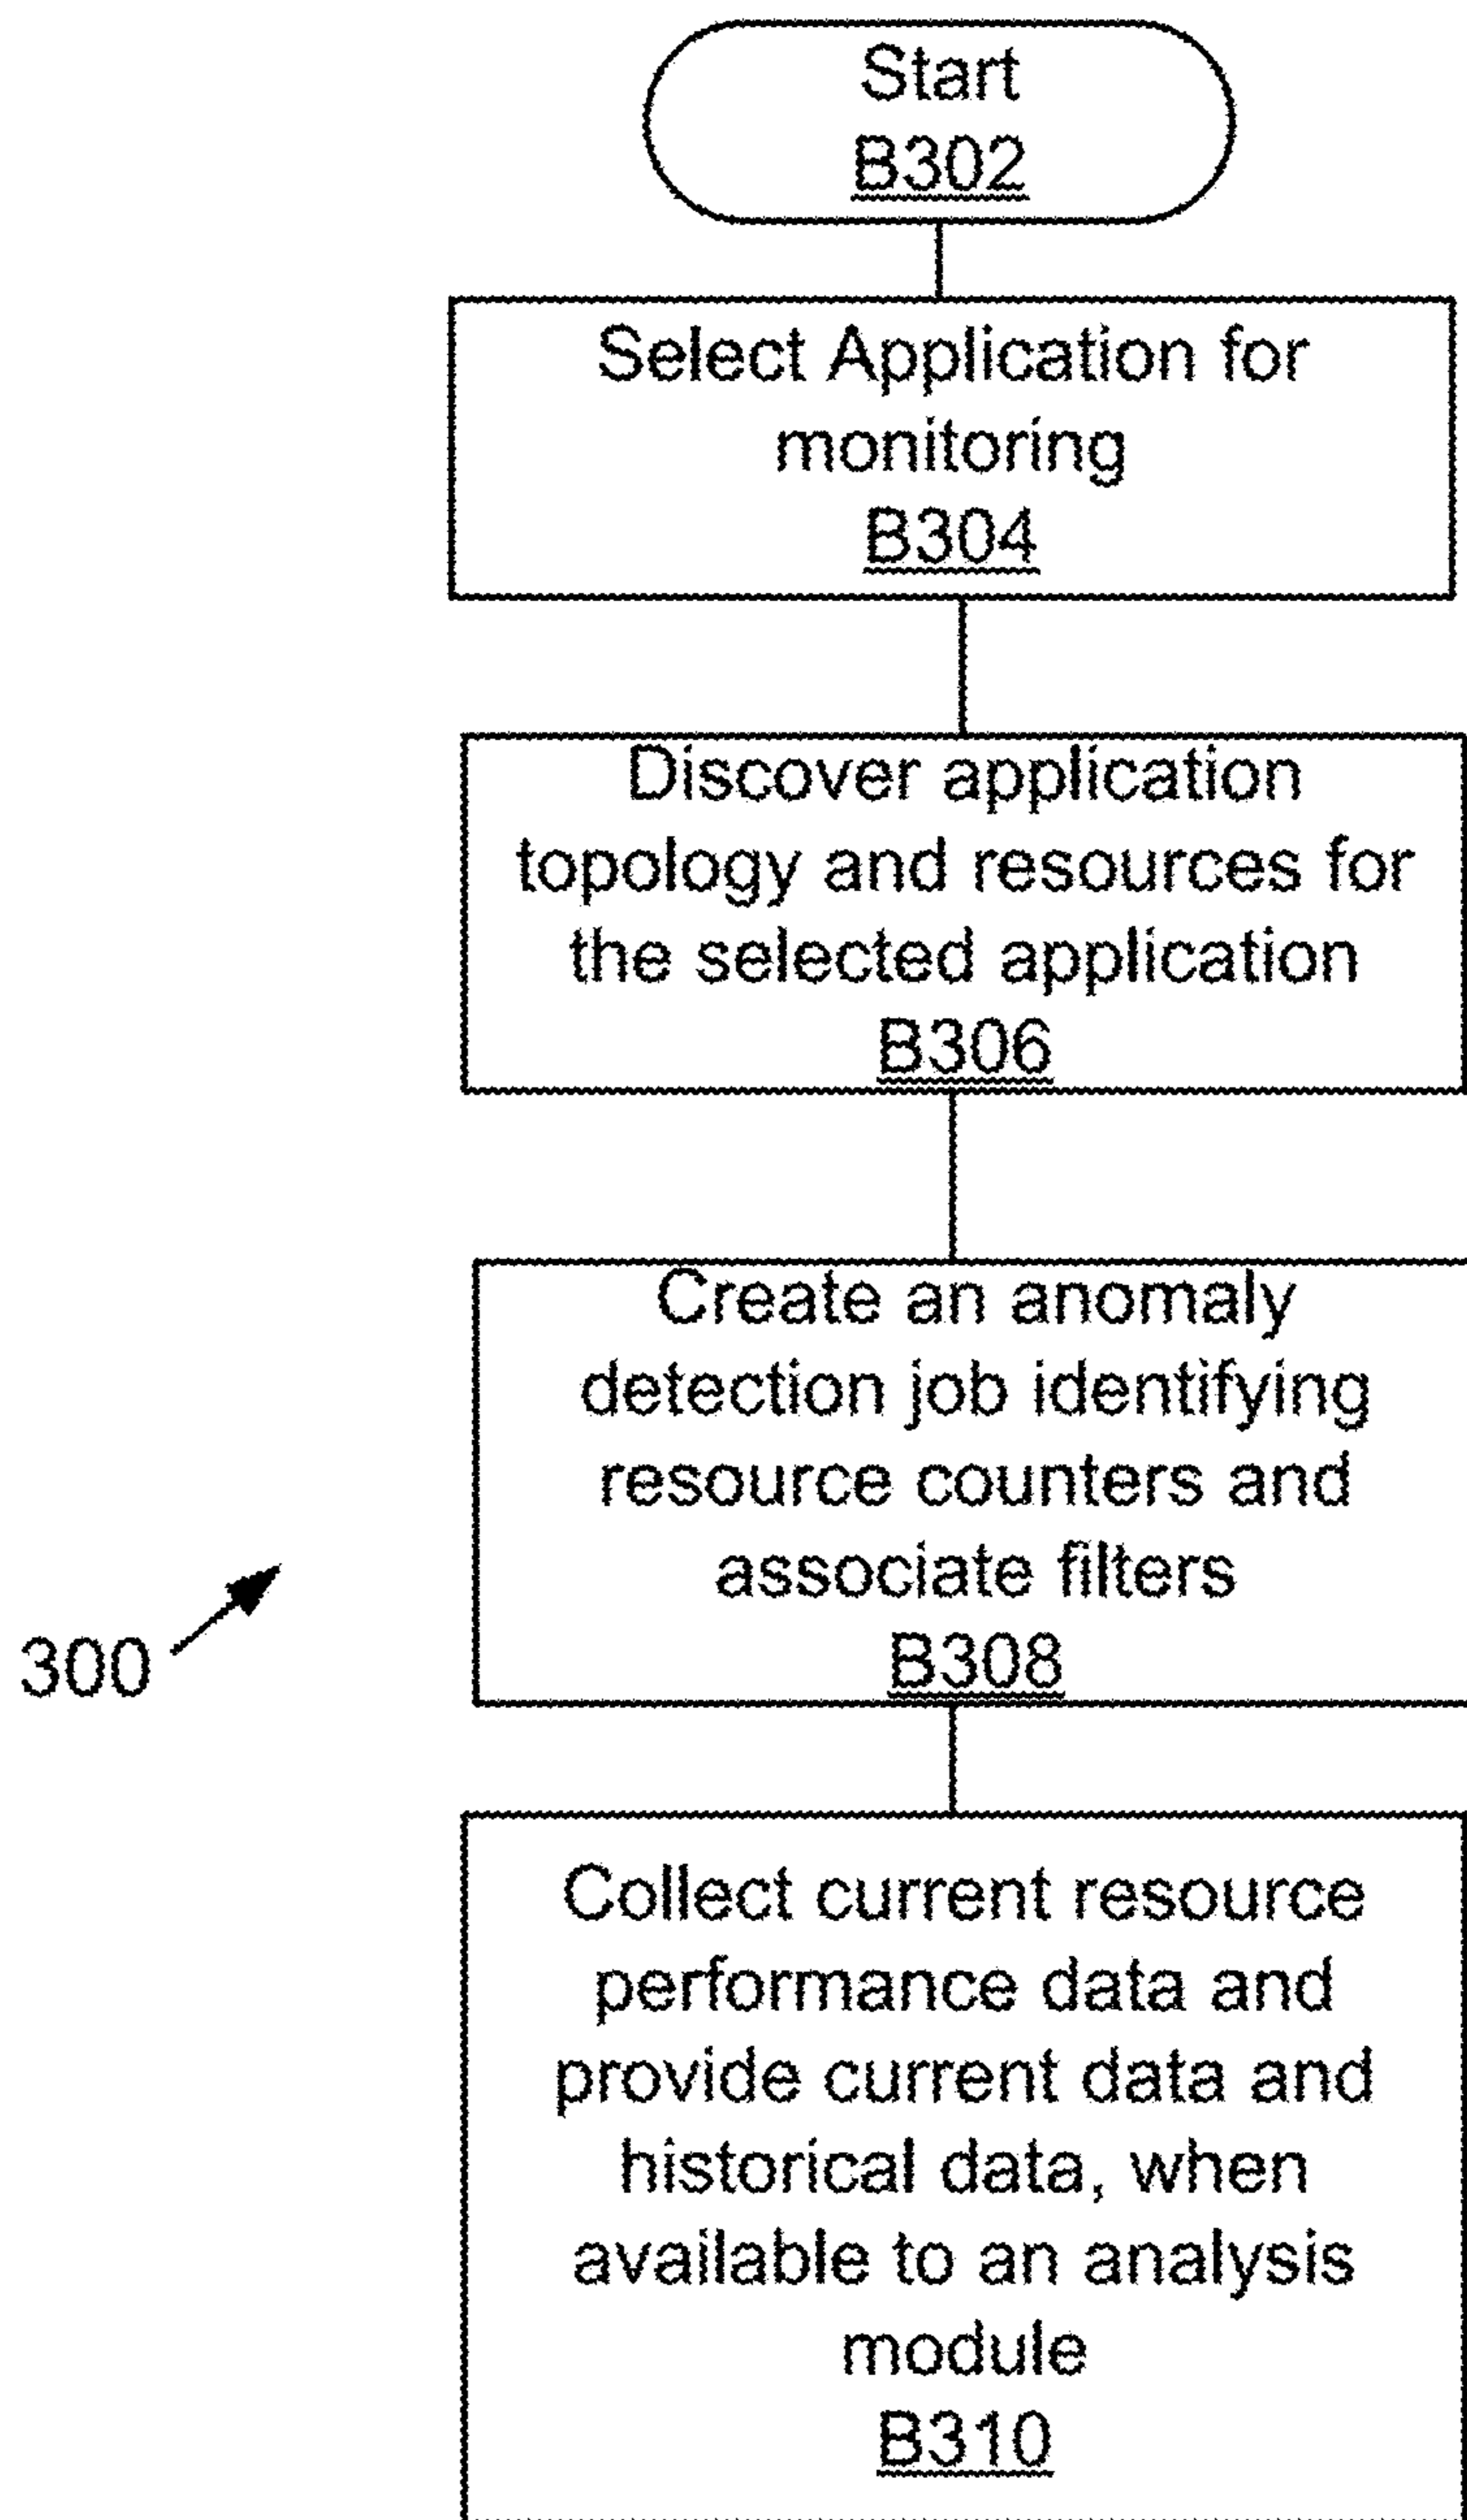 Start
B302
Select Application for
monitoring
B304
Discover application
topology and resources for
the selected application
B306
Create an anomaly
detection job identifying
resource counters and
associate filters
B308
300
Collect current resource
performance data and
provide current data and
historical data, when
available to an analysis
module
B310